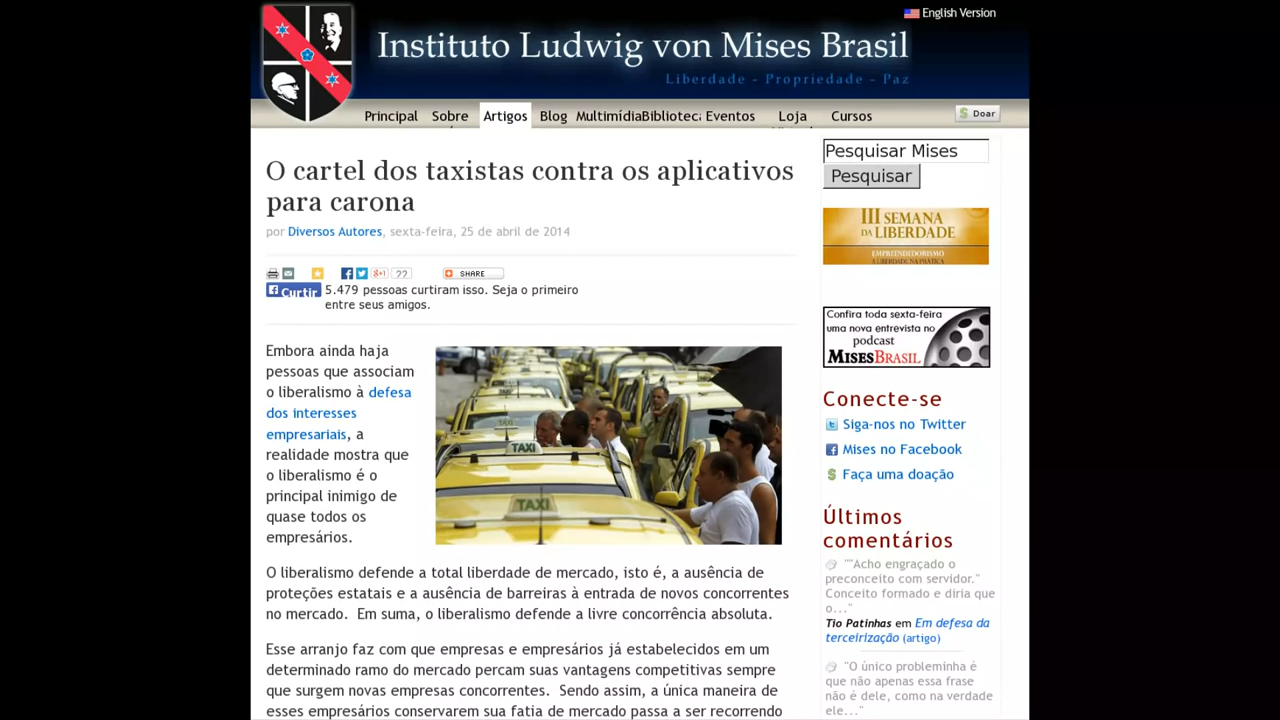 English Version
Instituto Ludwig von Mises Brasil
Liberdade - Propriedade - Paz
Principal Sobre Artigos Blog Multimídia Biblioteca Eventos Loja Cursos
Doar
O cartel dos taxistas contra os aplicativos
para carona
por Diversos Autores, sexta-feira, 25 de abril de 2014
22
SHARE
Curtir
5.479 pessoas curtiram isso. Seja o primeiro
entre seus amigos.
Embora ainda haja
pessoas que associam
o liberalismo à defesa
dos interesses
empresariais, a
realidade mostra que
o liberalismo é o
principal inimigo de
quase todos os
empresários.
TAXI
TAXI
TAXI
O liberalismo defende a total liberdade de mercado, isto é, a ausência de
proteções estatais e a ausência de barreiras à entrada de novos concorrentes
no mercado.  Em suma, o liberalismo defende a livre concorrência absoluta.
Esse arranjo faz com que empresas e empresários já estabelecidos em um
determinado ramo do mercado percam suas vantagens competitivas sempre
que surgem novas empresas concorrentes.  Sendo assim, a única maneira de
esses empresários conservarem sua fatia de mercado passa a ser recorrendo
Pesquisar Mises
Pesquisar
III SEMANA
DA LIBERDADE
EMPREENDEDORISMO
A LIBERDADE NA PRÁTICA
Confira toda sexta-feira
uma nova entrevista no
podcast
MISESBRASIL
Conecte-se
Siga-nos no Twitter
Mises no Facebook
Faça uma doação
Últimos
comentários
""Acho engraçado o
preconceito com servidor."
Conceito formado e diria que
o..."
Tio Patinhas em Em defesa da
terceirização (artigo)
"O único probleminha é
que não apenas essa frase
não é dele, como na verdade
ele..."